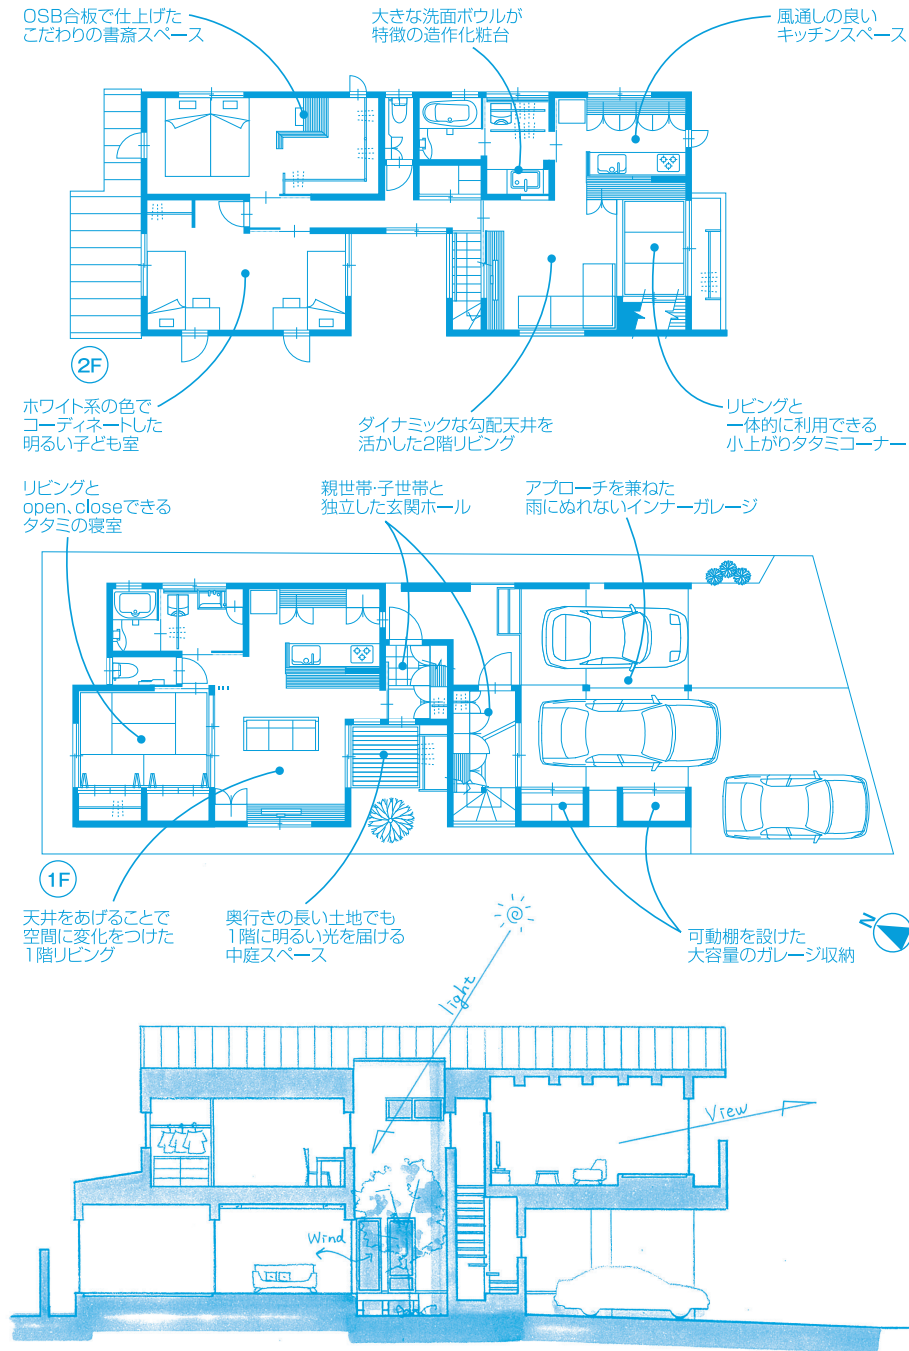 OSB合板で仕上げた
こだわりの書斎スペース
大きな洗面ボウルが
特徴の造作化粧台
風通しの良い
キッチンスペース
2F
ホワイト系の色で
コーディネートした
明るい子ども室
ダイナミックな勾配天井を
活かした2階リビング
リビングと
一体的に利用できる
小上がりタタミコーナー
リビングと
open、closeできる
タタミの寝室
親世帯・子世帯と
独立した玄関ホール
アプローチを兼ねた
雨にぬれないインナーガレージ
1F
天井をあげることで
空間に変化をつけた
1階リビング
奥行きの長い土地でも
1階に明るい光を届ける
中庭スペース
可動棚を設けた
大容量のガレージ収納
N
light
View
Wind